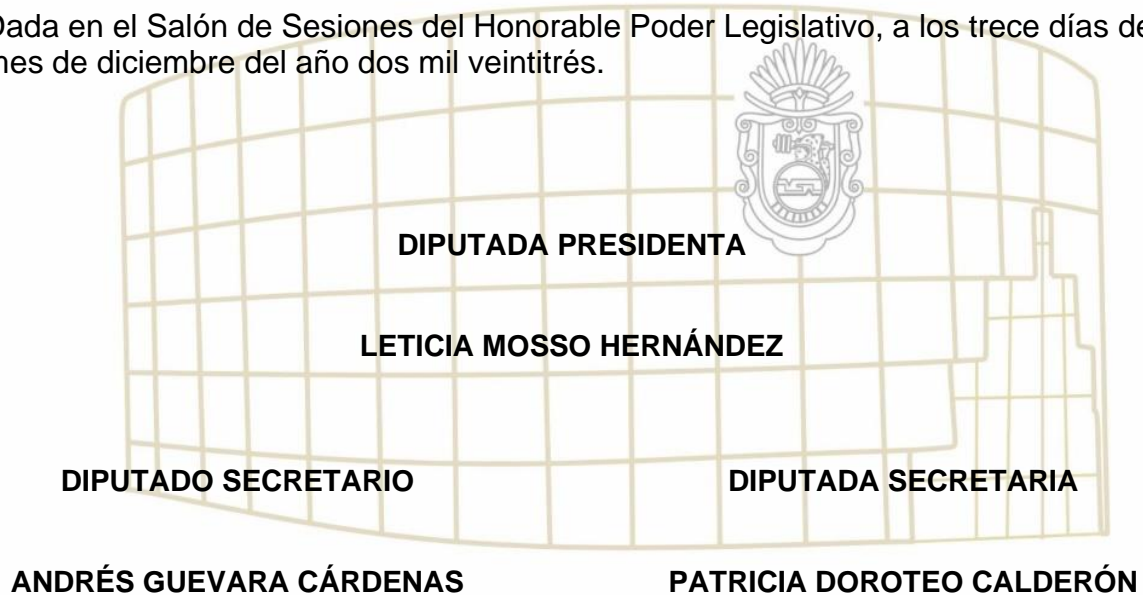 Dada en el Salón de Sesiones del Honorable Poder Legislativo, a los trece días de
mes de diciembre del año dos mil veintitrés.
DIPUTADA PRESIDENTA
LETICIA MOSSO HERNÁNDEZ
DIPUTADO SECRETARIO DIPUTADA SECRETARIA
ANDRÉS GUEVARA CÁRDENAS PATRICIA DOROTEO CALDERÓN